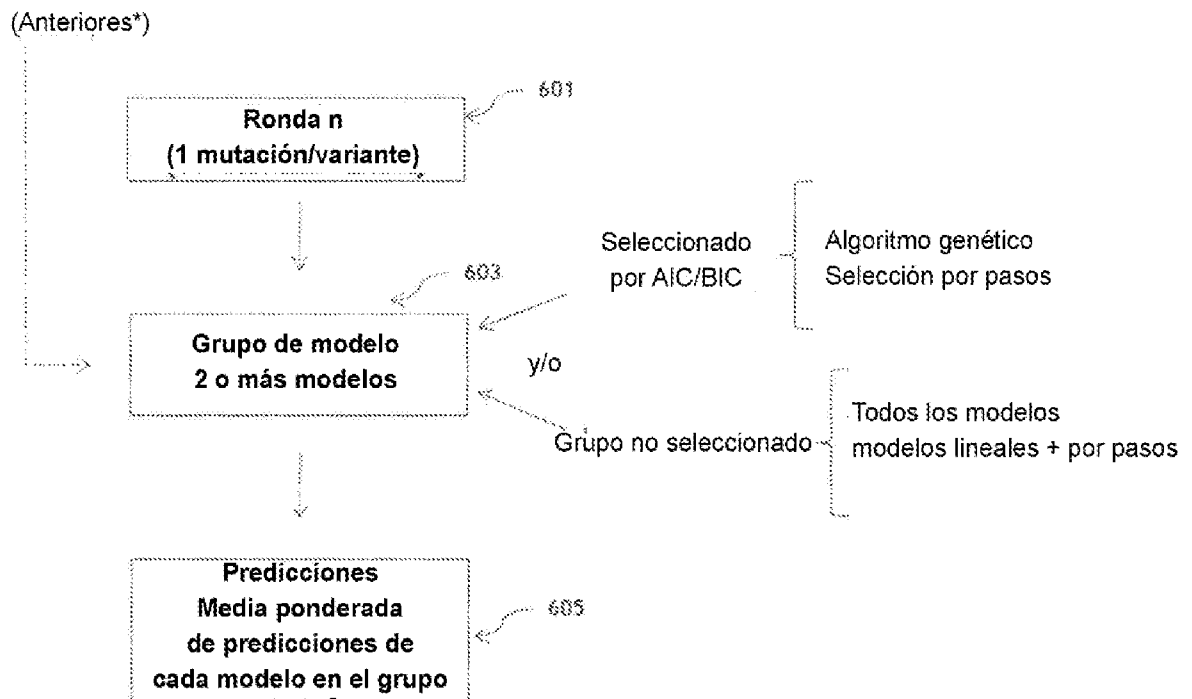 (Anteriores*)
601
Ronda n
(1 mutación/variante)
603
Seleccionado
por AIC/BIC
Algoritmo genético
Selección por pasos
Grupo de modelo
2 o más modelos
y/o
Grupo no seleccionado
Todos los modelos
modelos lineales + por pasos
Predicciones
Media ponderada
de predicciones de
cada modelo en el grupo
605